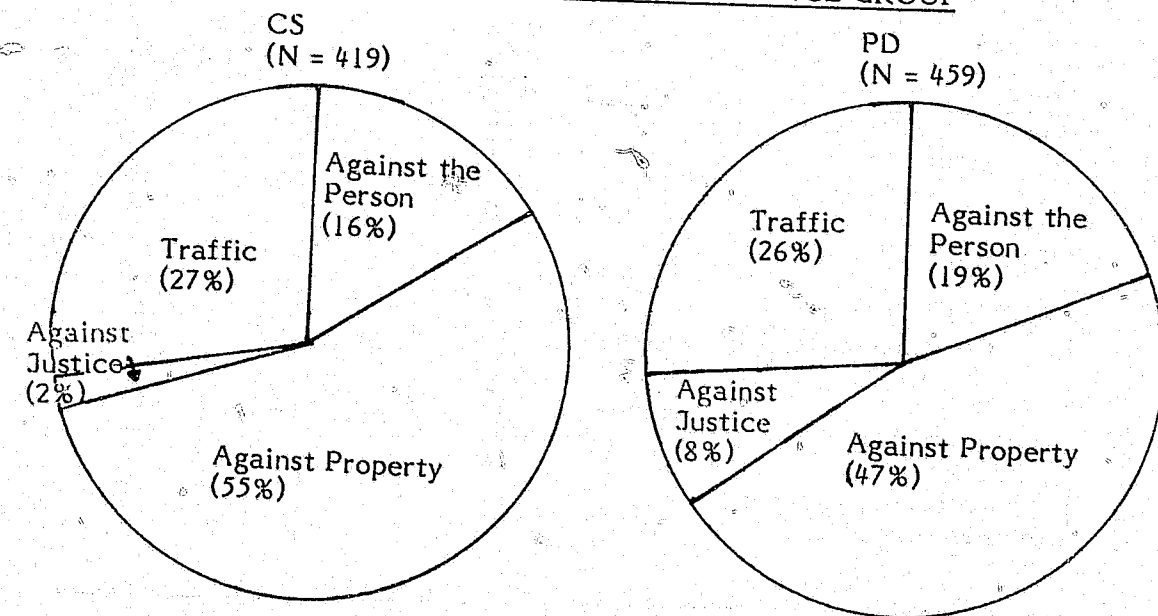 GROUP
CS
(N = 419)
Against the
Person
(16%)
Traffic
(27%)
Against
Justice
(2%)
Against Property
(55%)
PD
(N = 459)
Traffic
(26%)
Against the
Person
(19%)
Against
Justice
(8%)
Against Property
(47%)